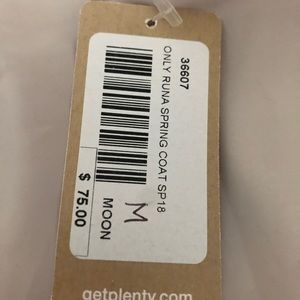 36607
ONLY RUNA SPRING COAT SP18
M
MOON
$ 75.00
getplenty.com